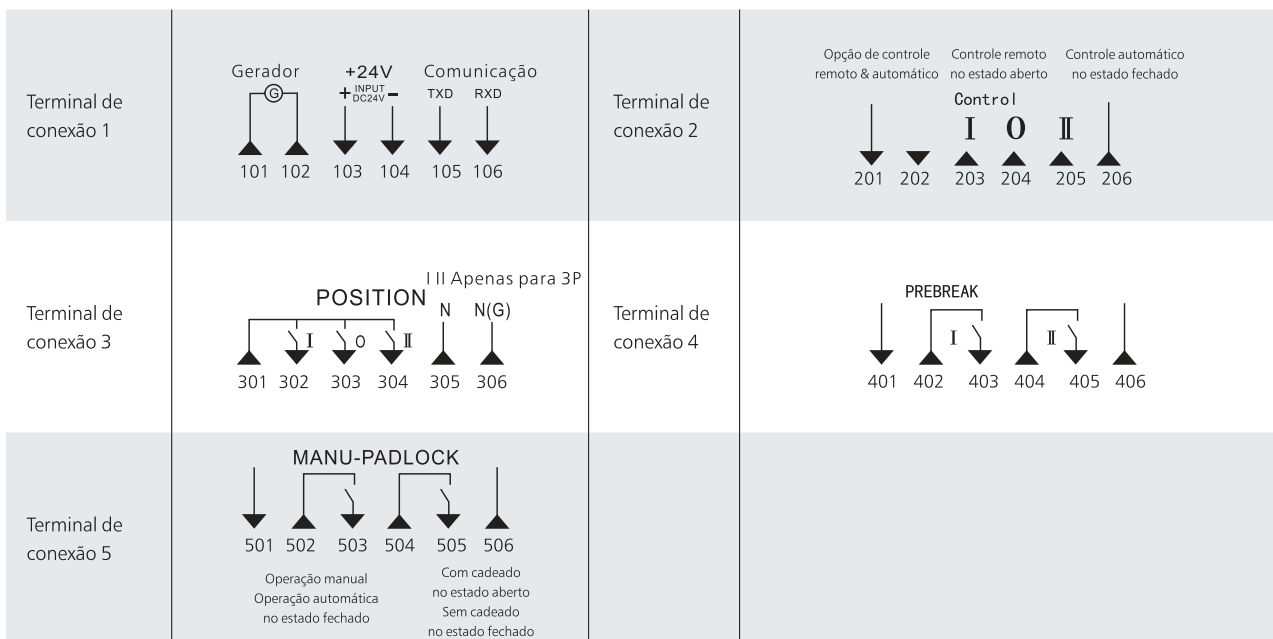 Terminal de
conexão 1
Gerador
G
+24V
+ INPUT DC24V −
Comunicação
TXD RXD
101 102 103 104 105 106
Terminal de
conexão 2
Opção de controle
remoto & automático
Controle remoto
no estado aberto
Controle automático
no estado fechado
Control
I O II
201 202 203 204 205 206
Terminal de
conexão 3
I II Apenas para 3P
POSITION
N N(G)
I O II
301 302 303 304 305 306
Terminal de
conexão 4
PREBREAK
I II
401 402 403 404 405 406
Terminal de
conexão 5
MANU-PADLOCK
501 502 503 504 505 506
Operação manual
Operação automática
no estado fechado
Com cadeado
no estado aberto
Sem cadeado
no estado fechado